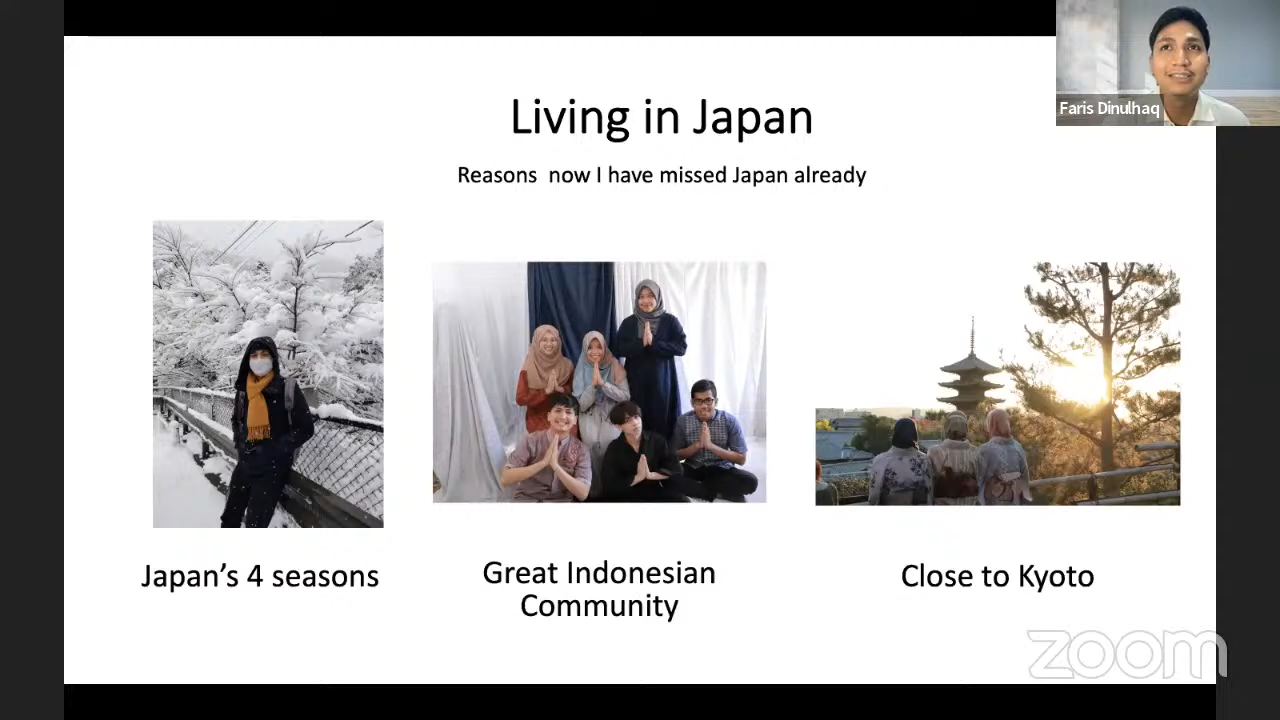 Living in Japan
Faris Dinulhaq
Reasons  now I have missed Japan already
Japan's 4 seasons
Great Indonesian
Community
Close to Kyoto
zoom